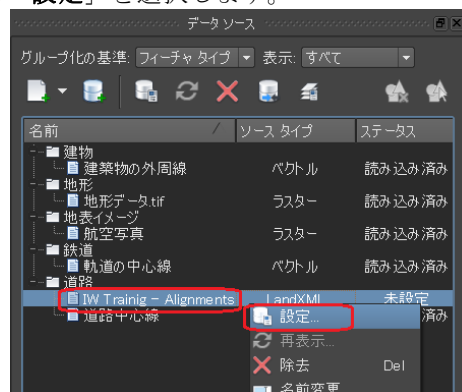 設定」を選択します。
データ ソース
グループ化の基準: フィーチャ タイプ 表示: すべて
名前 / ソース タイプ ステータス
建物
建築物の外周線 ベクトル 読み込み済み
地形
地形データ.tif ラスター 読み込み済み
地表イメージ
航空写真 ラスター 読み込み済み
鉄道
軌道の中心線 ベクトル 読み込み済み
道路
IW Trainig - Alignments LandXML 未設定
道路中心線 済み
設定...
再表示...
除去 Del
名前変更